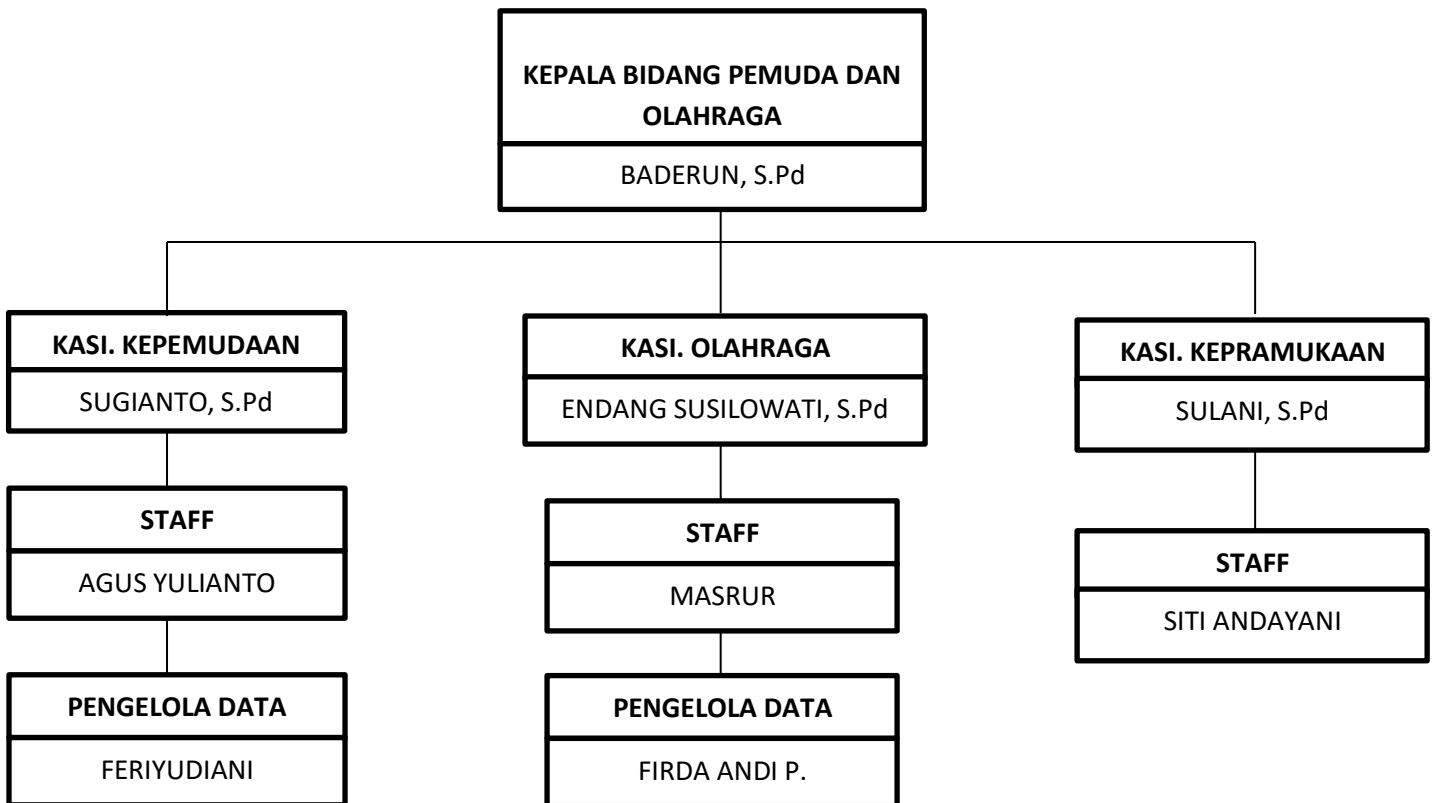 KEPALA BIDANG PEMUDA DAN
OLAHRAGA
BADERUN, S.Pd
KASI. KEPEMUDAAN
SUGIANTO, S.Pd
STAFF
AGUS YULIANTO
PENGELOLA DATA
FERIYUDIANI
KASI. OLAHRAGA
ENDANG SUSILOWATI, S.Pd
STAFF
MASRUR
PENGELOLA DATA
FIRDA ANDI P.
KASI. KEPRAMUKAAN
SULANI, S.Pd
STAFF
SITI ANDAYANI